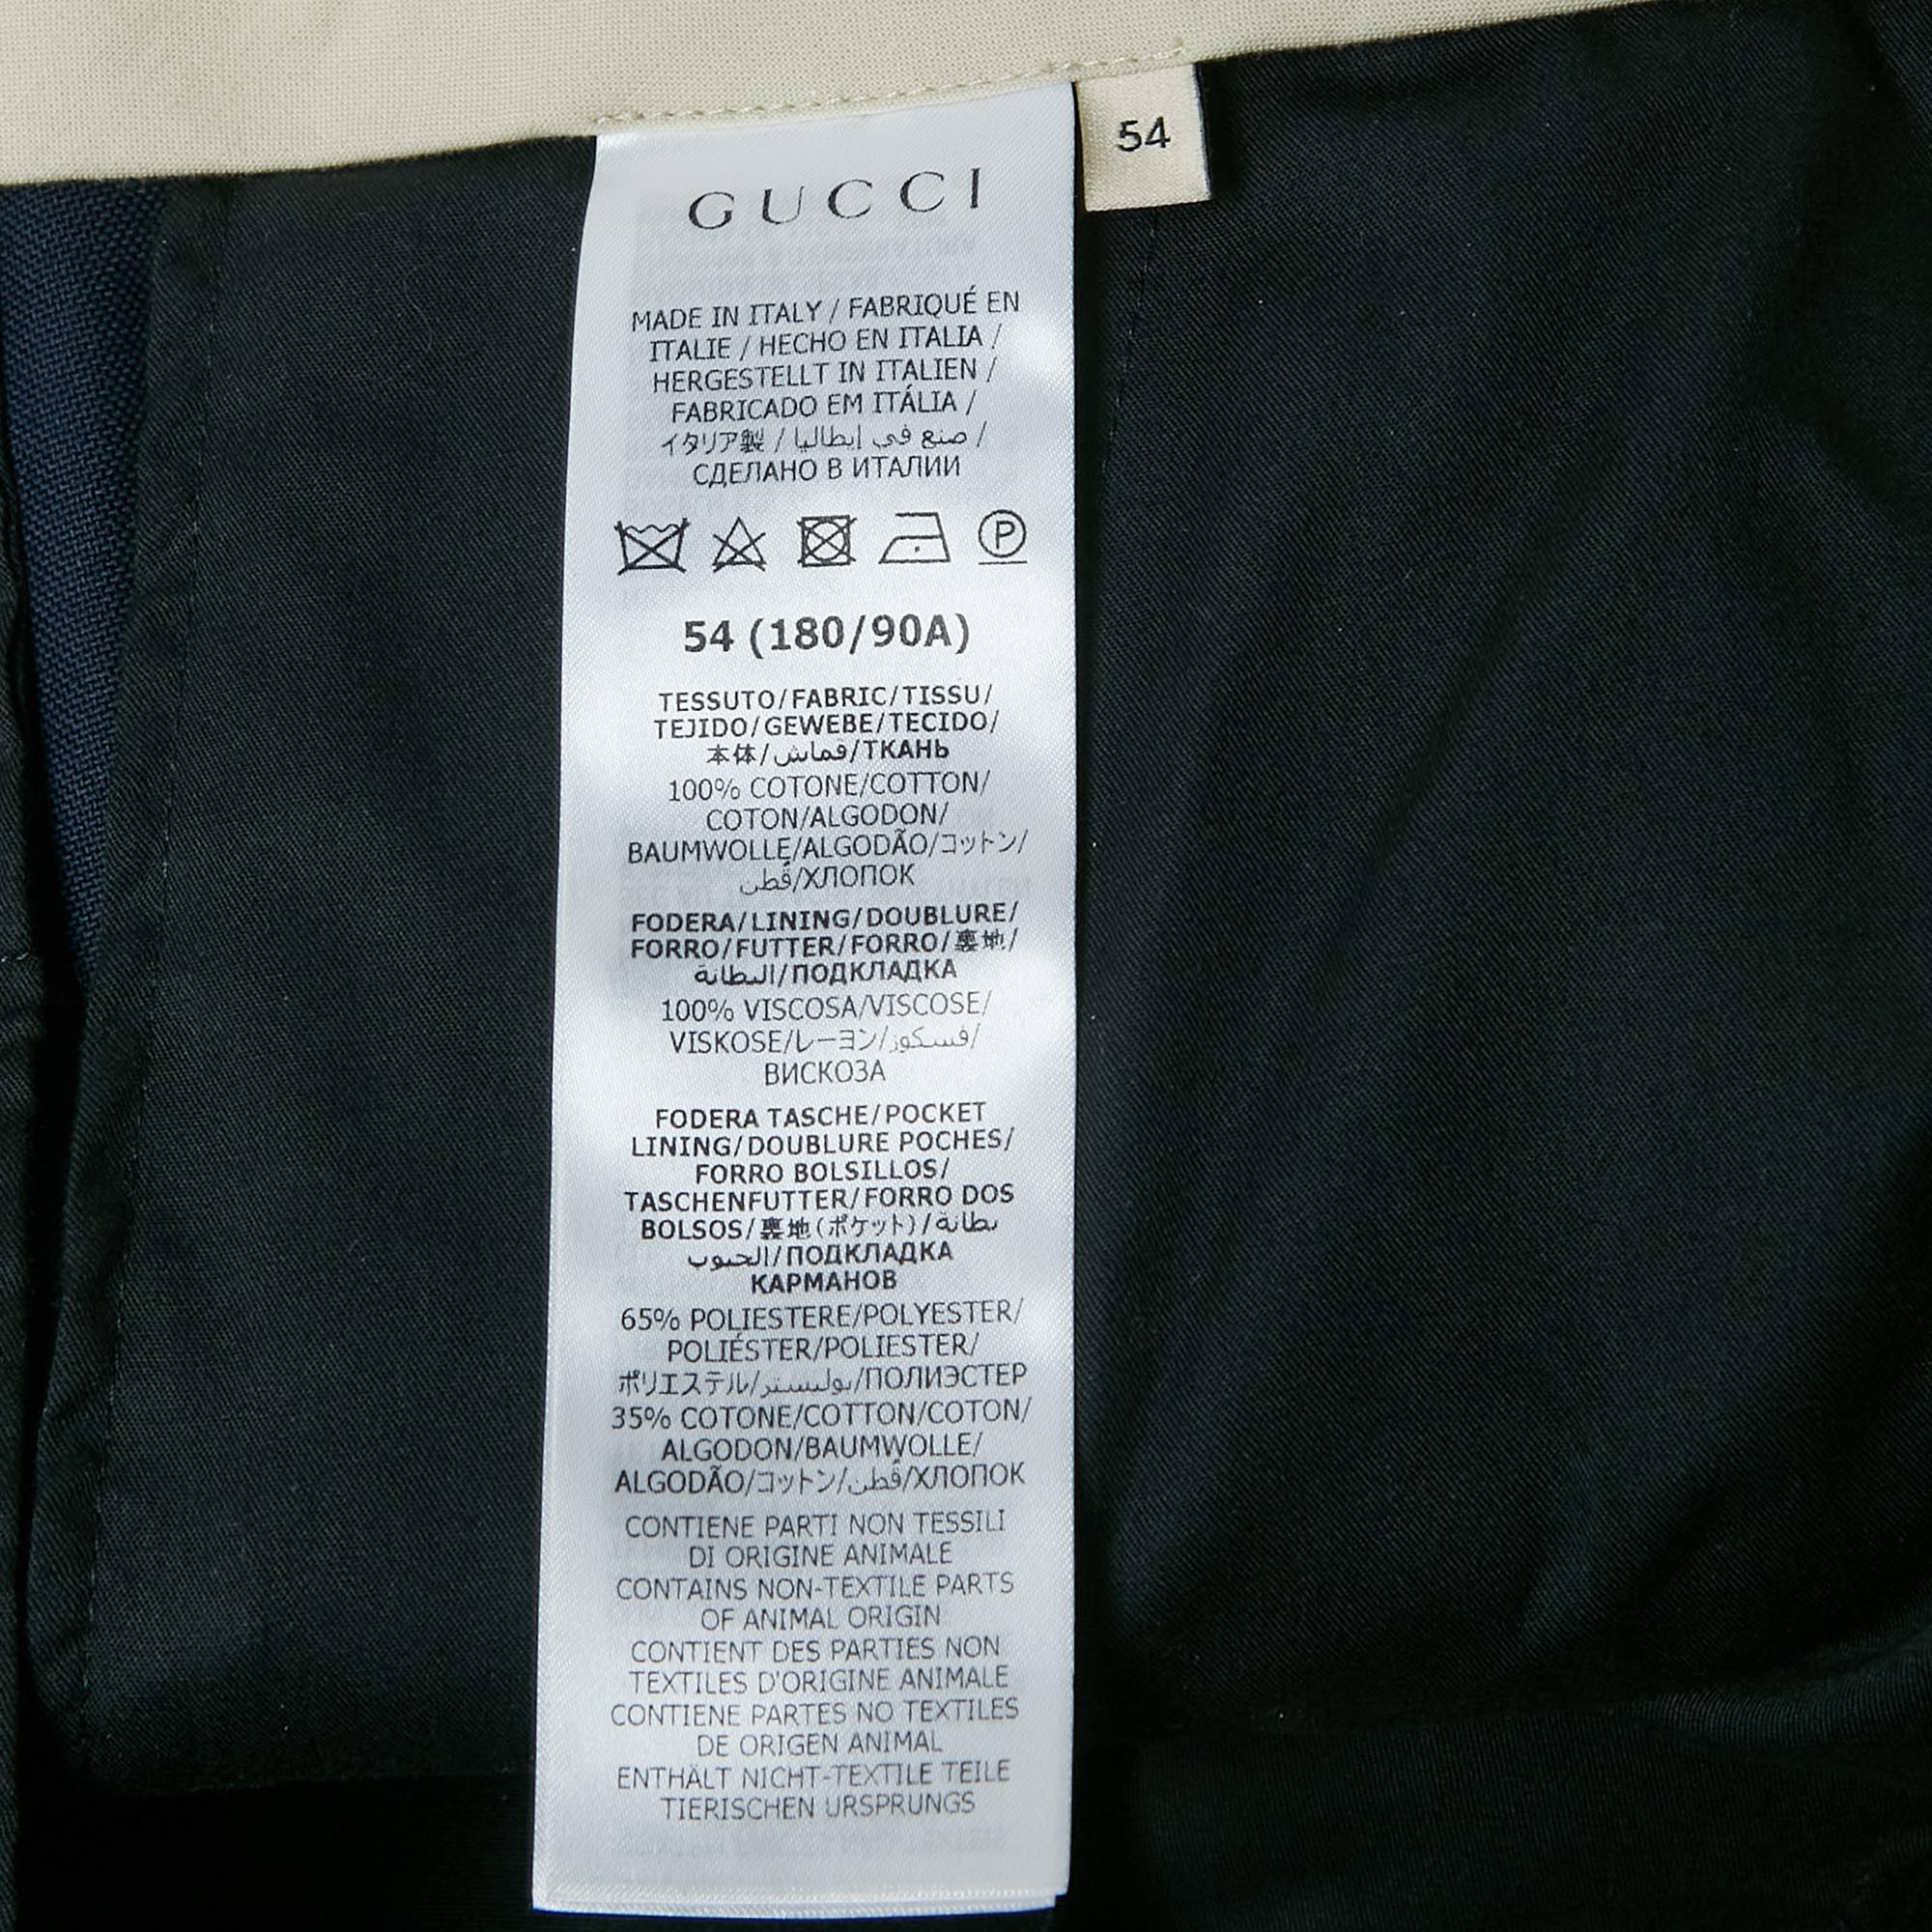 54
GUCCI
MADE IN ITALY / FABRIQUÉ EN
ITALIE / HECHO EN ITALIA /
HERGESTELLT IN ITALIEN /
FABRICADO EM ITÁLIA /
イタリア製 / صنع في إيطاليا /
СДЕЛАНО В ИТАЛИИ
P
54 (180/90A)
TESSUTO/FABRIC/TISSU/
TEJIDO/GEWEBE/TECIDO/
本体/قماش/ТКАНЬ
100% COTONE/COTTON/
COTON/ALGODON/
BAUMWOLLE/ALGODÃO/コットン/
قُطن/ХЛОПОК
FODERA/LINING/DOUBLURE/
FORRO/FUTTER/FORRO/裏地/
البطانة/ПОДКЛАДКА
100% VISCOSA/VISCOSE/
VISKOSE/レーヨン/فسكوز/
ВИСКОЗА
FODERA TASCHE/POCKET
LINING/DOUBLURE POCHES/
FORRO BOLSILLOS/
TASCHENFUTTER/FORRO DOS
BOLSOS/裏地(ポケット)/بطانة
الجيوب/ПОДКЛАДКА
КАРМАНОВ
65% POLIESTERE/POLYESTER/
POLIÉSTER/POLIESTER/
ポリエステル/بوليستر/ПОЛИЭСТЕР
35% COTONE/COTTON/COTON/
ALGODON/BAUMWOLLE/
ALGODÃO/コットン/قُطن/ХЛОПОК
CONTIENE PARTI NON TESSILI
DI ORIGINE ANIMALE
CONTAINS NON-TEXTILE PARTS
OF ANIMAL ORIGIN
CONTIENT DES PARTIES NON
TEXTILES D'ORIGINE ANIMALE
CONTIENE PARTES NO TEXTILES
DE ORIGEN ANIMAL
ENTHÄLT NICHT-TEXTILE TEILE
TIERISCHEN URSPRUNGS